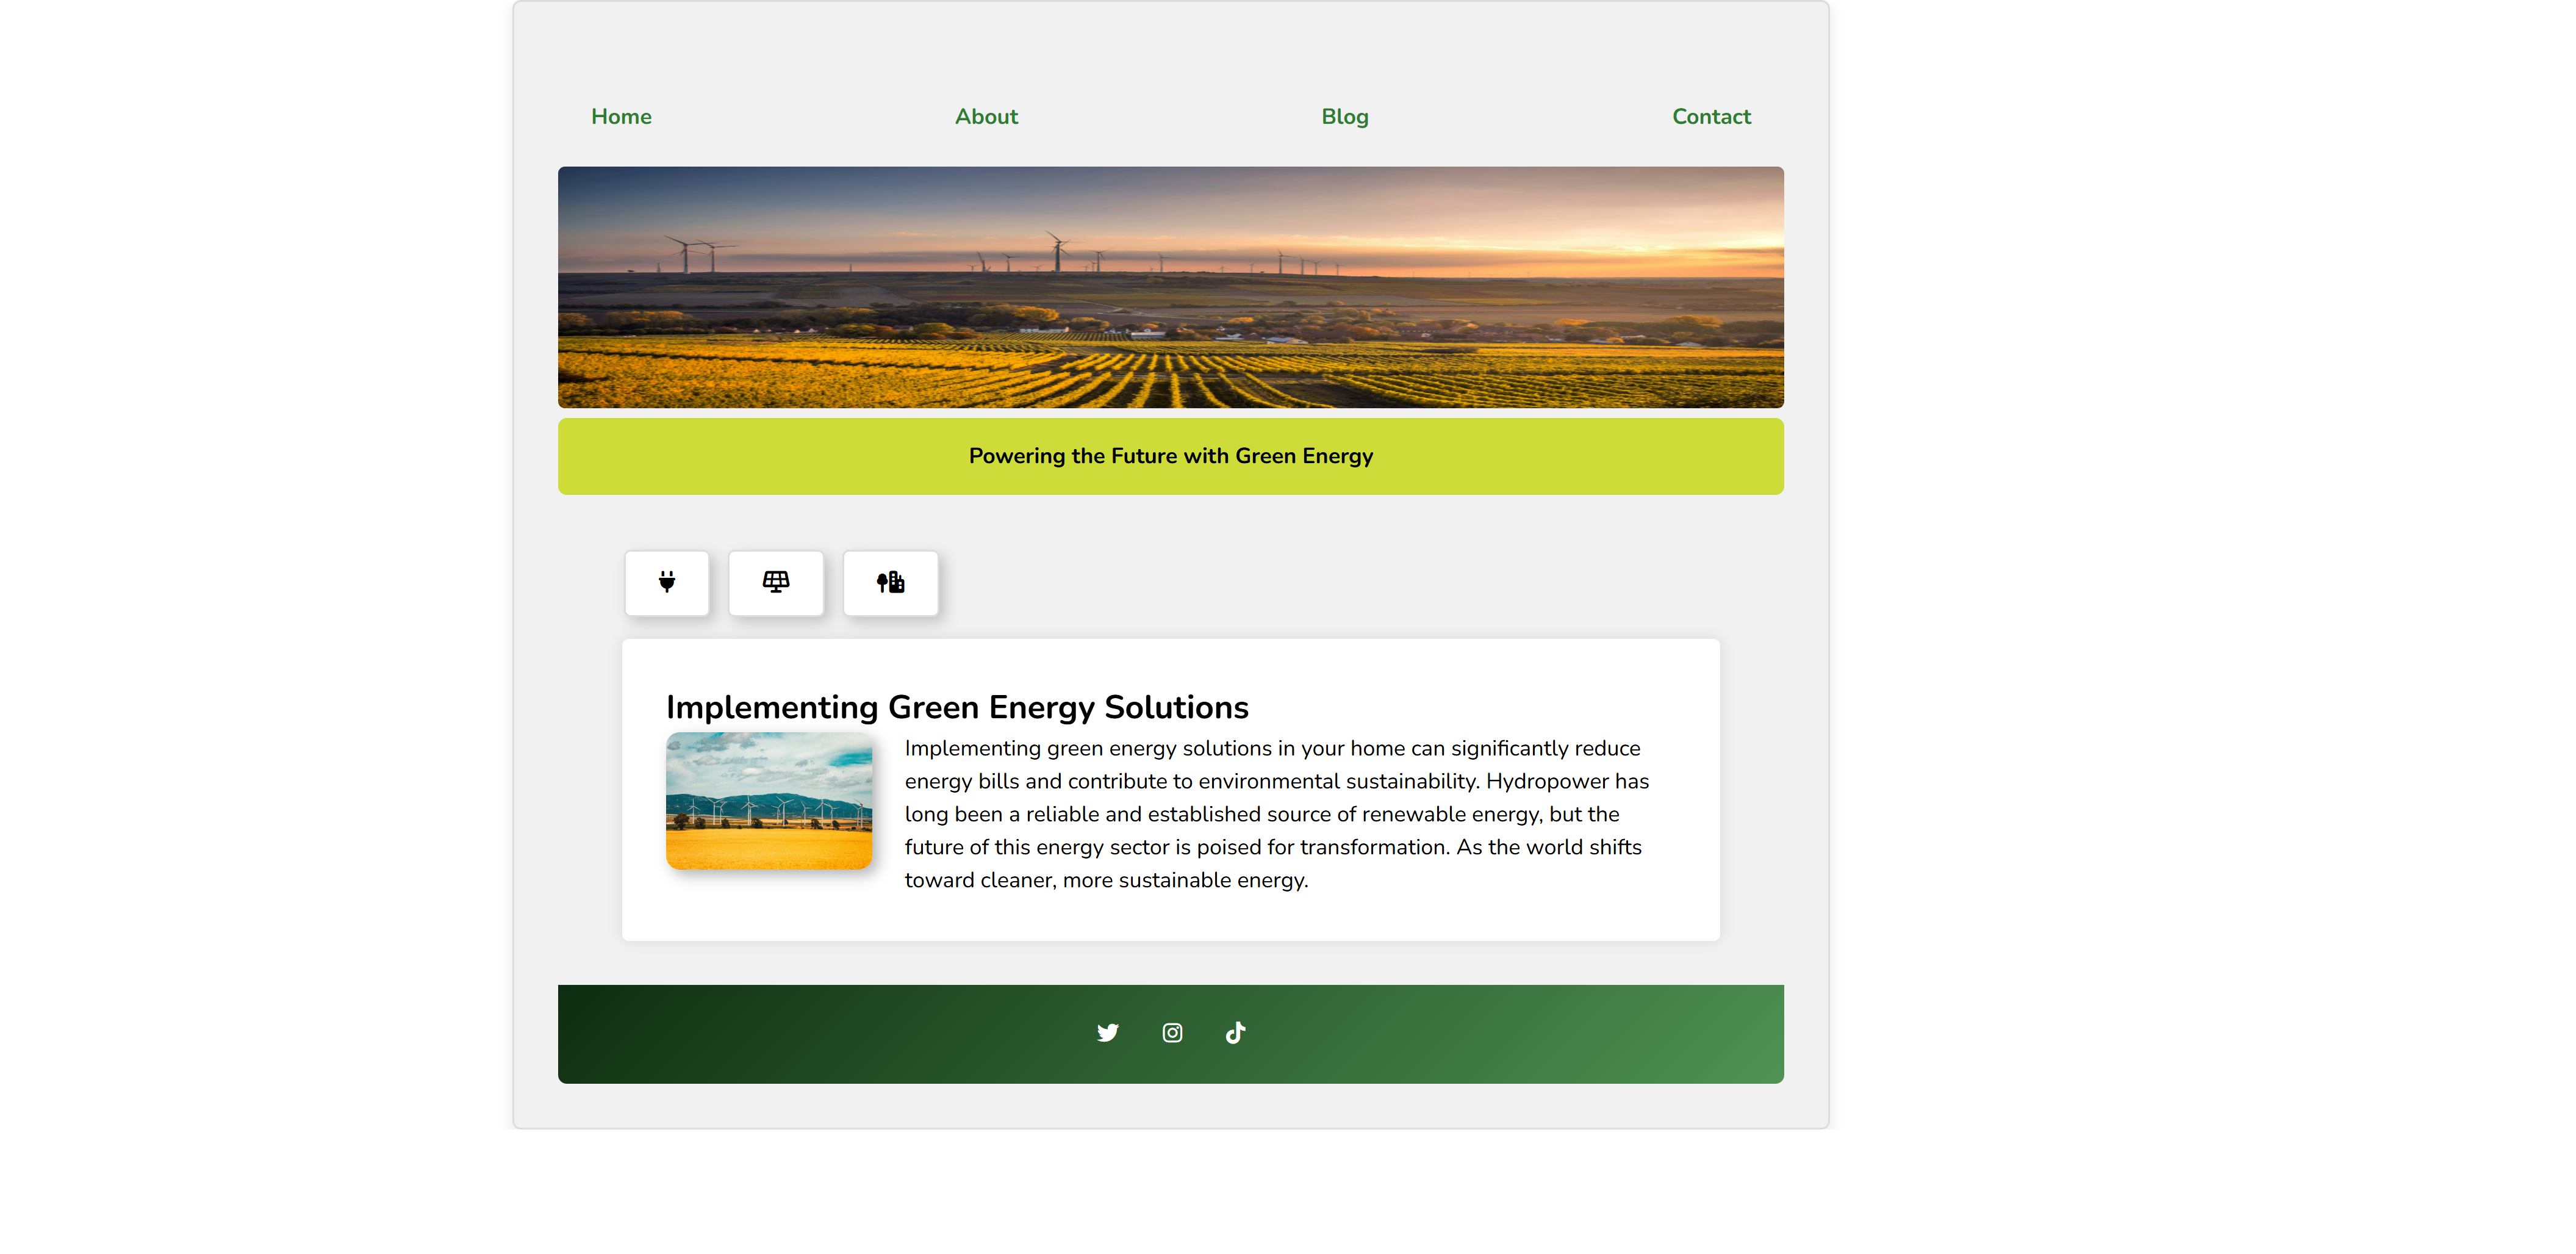 Home About Blog Contact
Powering the Future with Green Energy
Implementing Green Energy Solutions
Implementing green energy solutions in your home can significantly reduce
energy bills and contribute to environmental sustainability. Hydropower has
long been a reliable and established source of renewable energy, but the
future of this energy sector is poised for transformation. As the world shifts
toward cleaner, more sustainable energy.